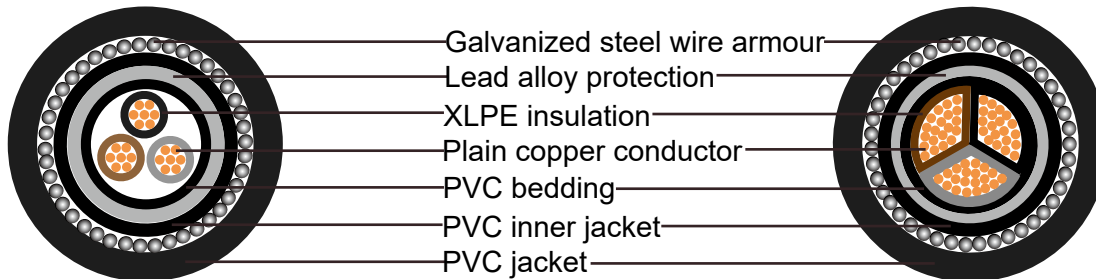 Galvanized steel wire armour
Lead alloy protection
XLPE insulation
Plain copper conductor
PVC bedding
PVC inner jacket
PVC jacket